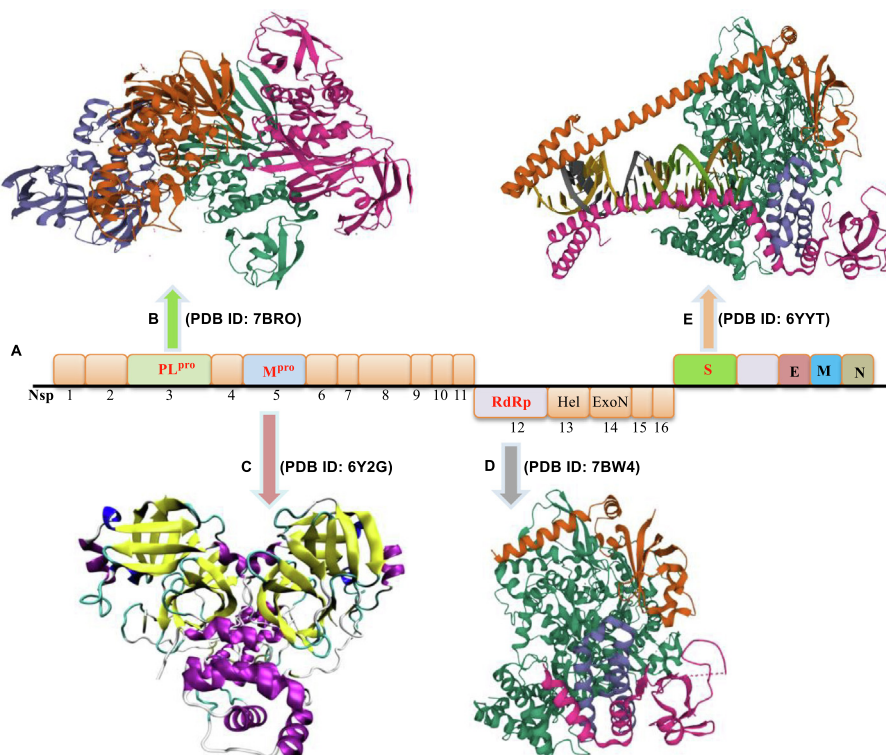 B (PDB ID: 7BRO)
E (PDB ID: 6YYT)
A
PLpro Mpro S E M N
Nsp 1 2 3 4 5 6 7 8 9 10 11
RdRp Hel ExoN
12 13 14 15 16
C (PDB ID: 6Y2G)
D (PDB ID: 7BW4)